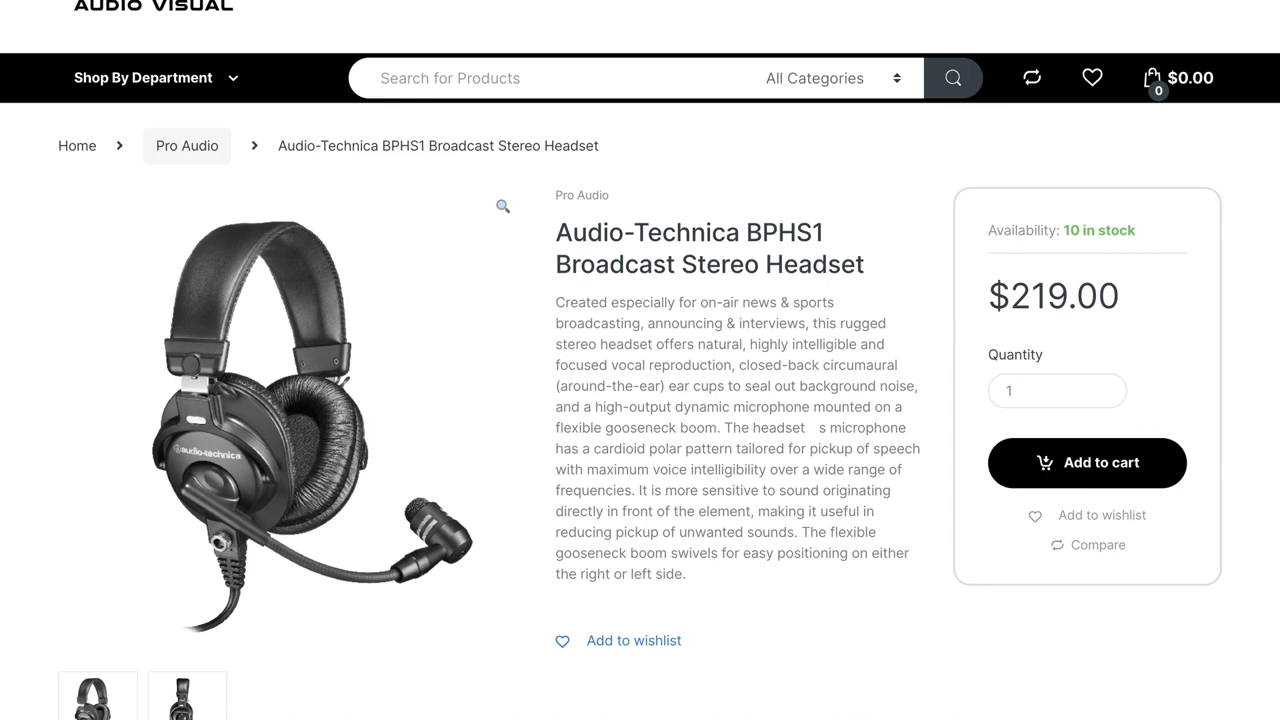 AUDIO VISUAL
Shop By Department
Search for Products
All Categories
0
$0.00
Home
Pro Audio
Audio-Technica BPHS1 Broadcast Stereo Headset
Pro Audio
Audio-Technica BPHS1
Broadcast Stereo Headset
Created especially for on-air news & sports
broadcasting, announcing & interviews, this rugged
stereo headset offers natural, highly intelligible and
focused vocal reproduction, closed-back circumaural
(around-the-ear) ear cups to seal out background noise,
and a high-output dynamic microphone mounted on a
flexible gooseneck boom. The headset s microphone
has a cardioid polar pattern tailored for pickup of speech
with maximum voice intelligibility over a wide range of
frequencies. It is more sensitive to sound originating
directly in front of the element, making it useful in
reducing pickup of unwanted sounds. The flexible
gooseneck boom swivels for easy positioning on either
the right or left side.
Add to wishlist
Availability: 10 in stock
$219.00
Quantity
1
Add to cart
Add to wishlist
Compare
audio-technica